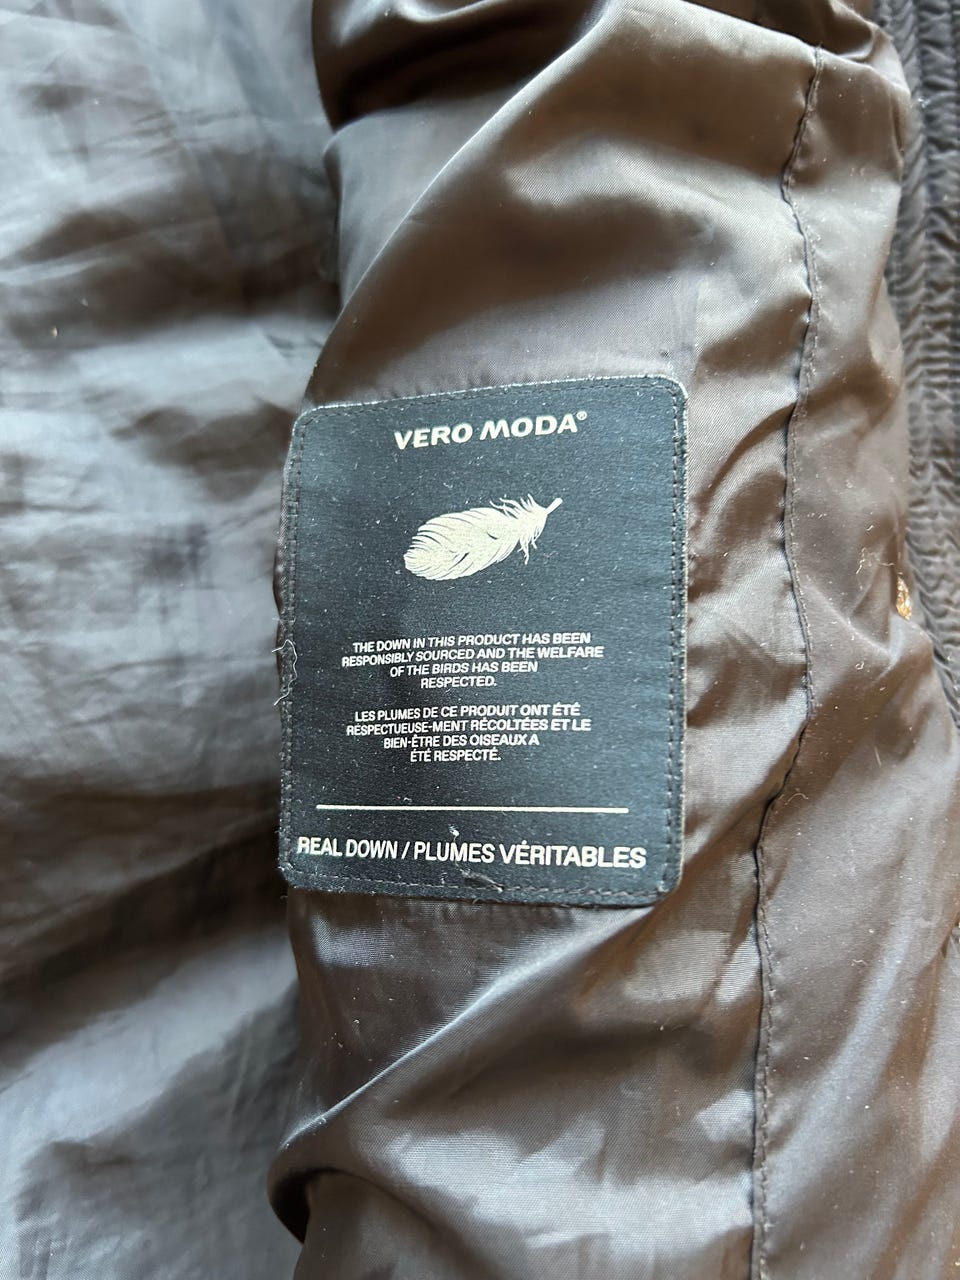 VERO MODA®
THE DOWN IN THIS PRODUCT HAS BEEN
RESPONSIBLY SOURCED AND THE WELFARE
OF THE BIRDS HAS BEEN
RESPECTED.
LES PLUMES DE CE PRODUIT ONT ÉTÉ
RESPECTUEUSE-MENT RÉCOLTÉES ET LE
BIEN-ÊTRE DES OISEAUX A
ÉTÉ RESPECTÉ.
REAL DOWN / PLUMES VÉRITABLES